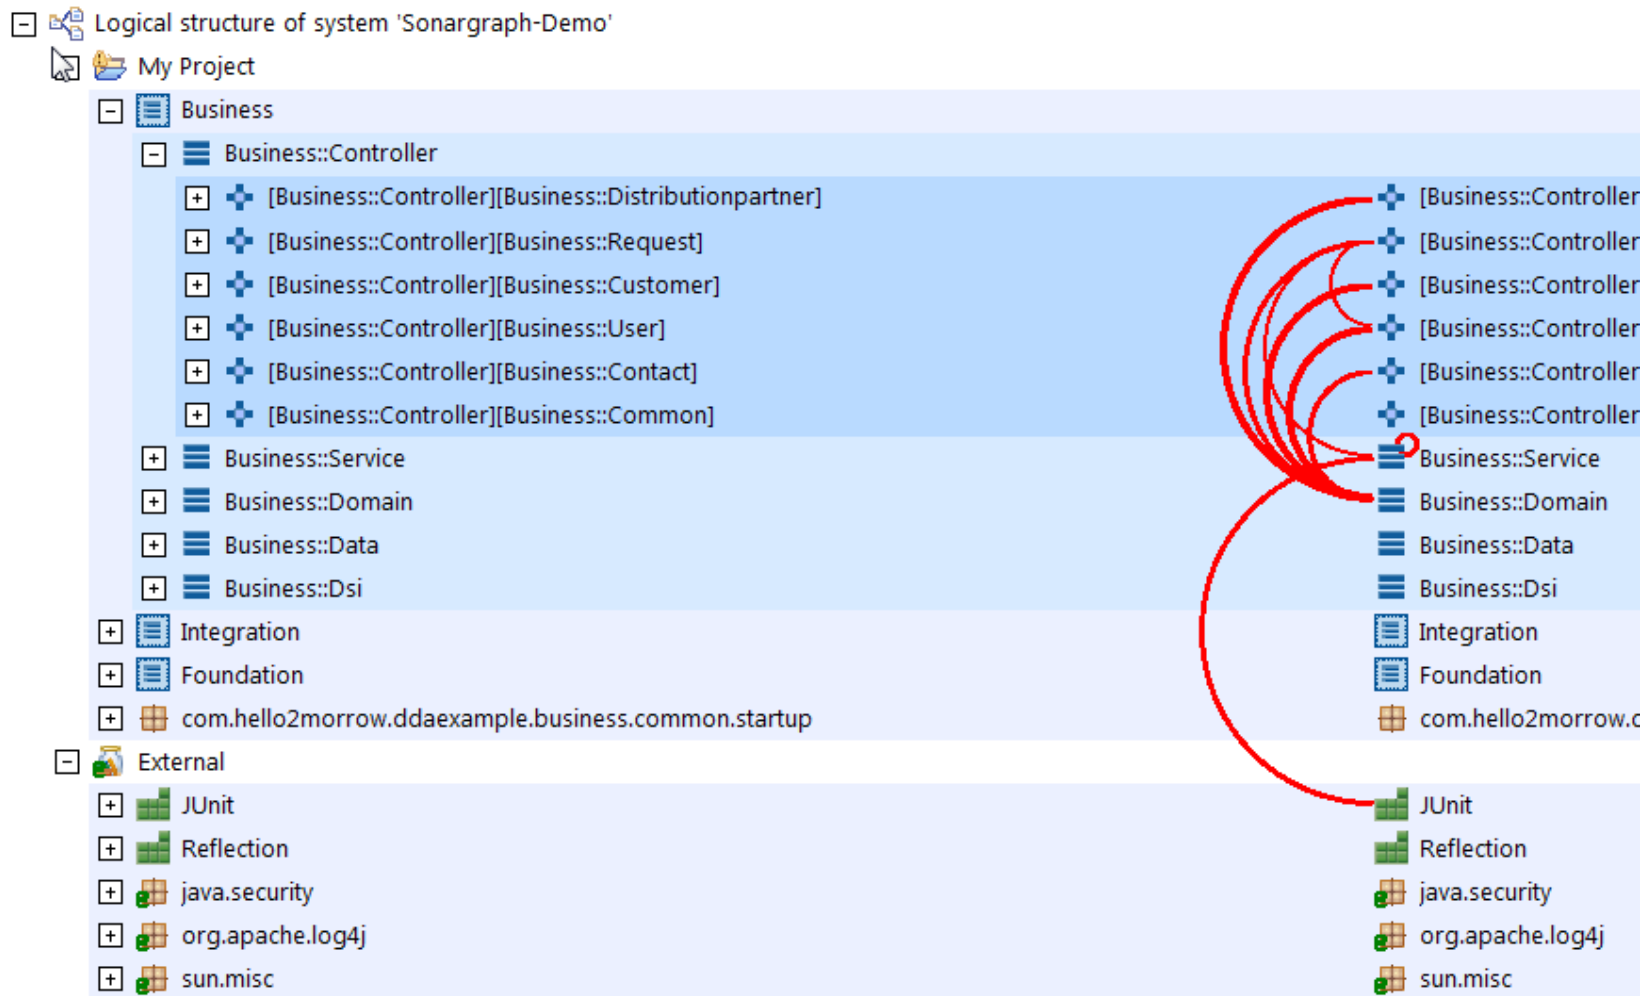 Logical structure of system 'Sonargraph-Demo'
My Project
Business
Business::Controller
[Business::Controller][Business::Distributionpartner] [Business::Controller
[Business::Controller][Business::Request] [Business::Controller
[Business::Controller][Business::Customer] [Business::Controller
[Business::Controller][Business::User] [Business::Controller
[Business::Controller][Business::Contact] [Business::Controller
[Business::Controller][Business::Common] [Business::Controller
Business::Service Business::Service
Business::Domain Business::Domain
Business::Data Business::Data
Business::Dsi Business::Dsi
Integration Integration
Foundation Foundation
com.hello2morrow.ddaexample.business.common.startup com.hello2morrow.d
External
JUnit JUnit
Reflection Reflection
java.security java.security
org.apache.log4j org.apache.log4j
sun.misc sun.misc